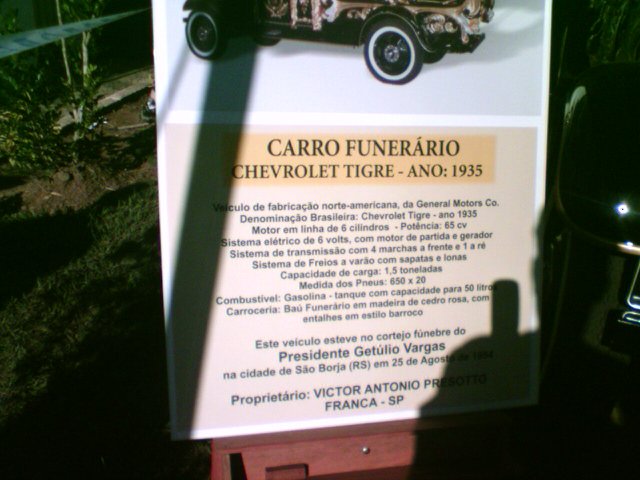 CARRO FUNERÁRIO
CHEVROLET TIGRE - ANO: 1935
Veículo de fabricação norte-americana, da General Motors Co.
Denominação Brasileira: Chevrolet Tigre - ano 1935
Motor em linha de 6 cilindros - Potência: 65 cv
Sistema elétrico de 6 volts, com motor de partida e gerador
Sistema de transmissão com 4 marchas a frente e 1 a ré
Sistema de Freios a varão com sapatas e lonas
Capacidade de carga: 1,5 toneladas
Medida dos Pneus: 650 x 20
Combustível: Gasolina - tanque com capacidade para 50 litros
Carroceria: Baú Funerário em madeira de cedro rosa, com
entalhes em estilo barroco
Este veículo esteve no cortejo fúnebre do
Presidente Getúlio Vargas
na cidade de São Borja (RS) em 25 de Agosto de 1954
Proprietário: VICTOR ANTONIO PRESOTTO
FRANCA - SP